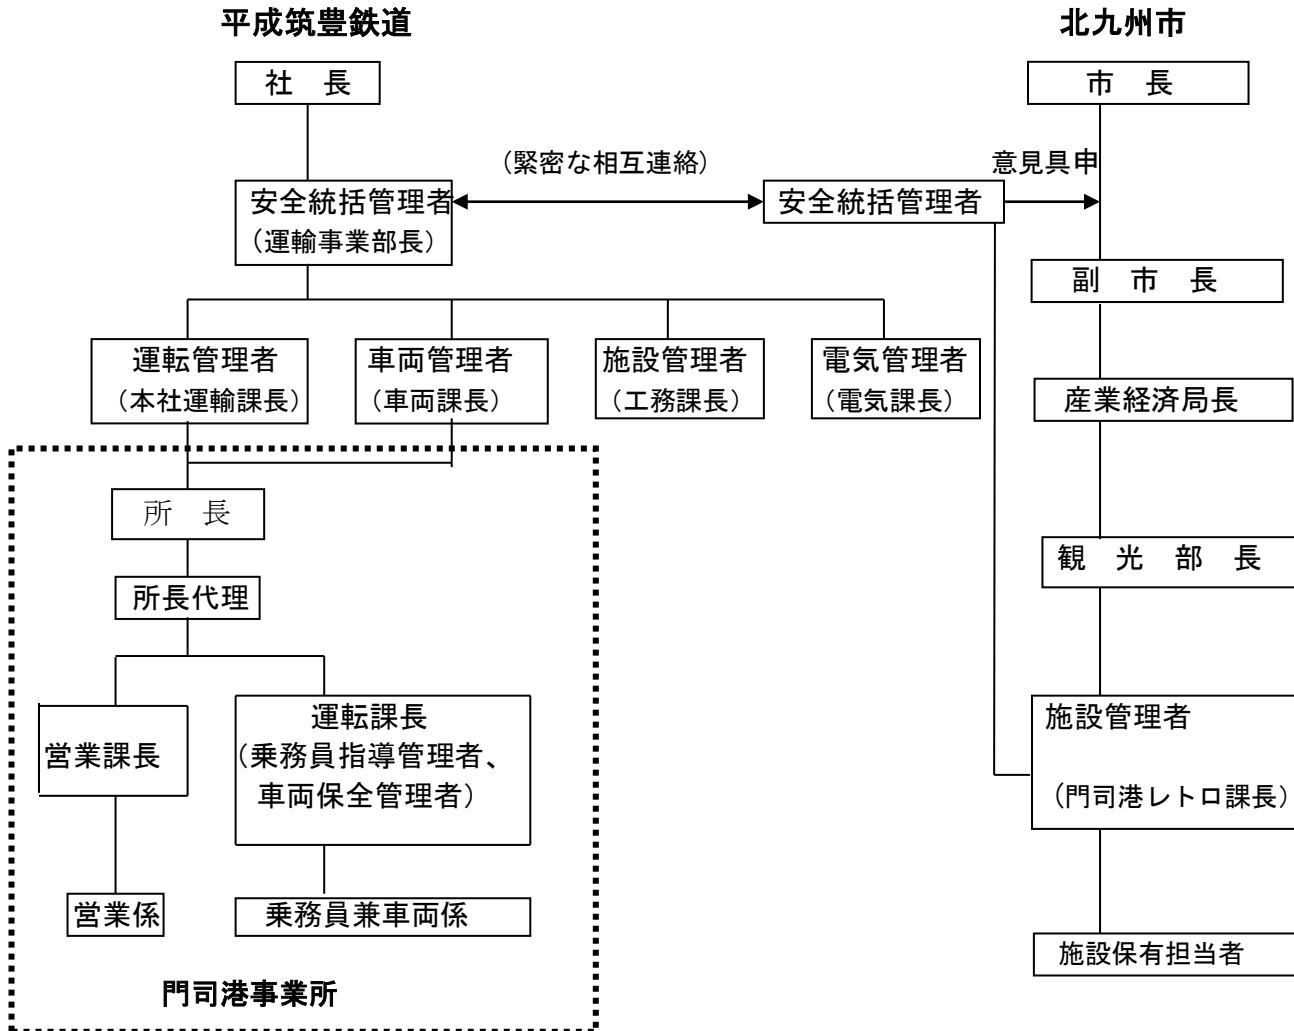 平成筑豊鉄道
北九州市
社　長
市　長
(緊密な相互連絡)
意見具申
安全統括管理者
(運輸事業部長)
安全統括管理者
副　市　長
運転管理者
(本社運輸課長)
車両管理者
(車両課長)
施設管理者
(工務課長)
電気管理者
(電気課長)
産業経済局長
所　長
観　光　部　長
所長代理
営業課長
運転課長
(乗務員指導管理者、
車両保全管理者)
施設管理者
(門司港レトロ課長)
営業係
乗務員兼車両係
施設保有担当者
門司港事業所